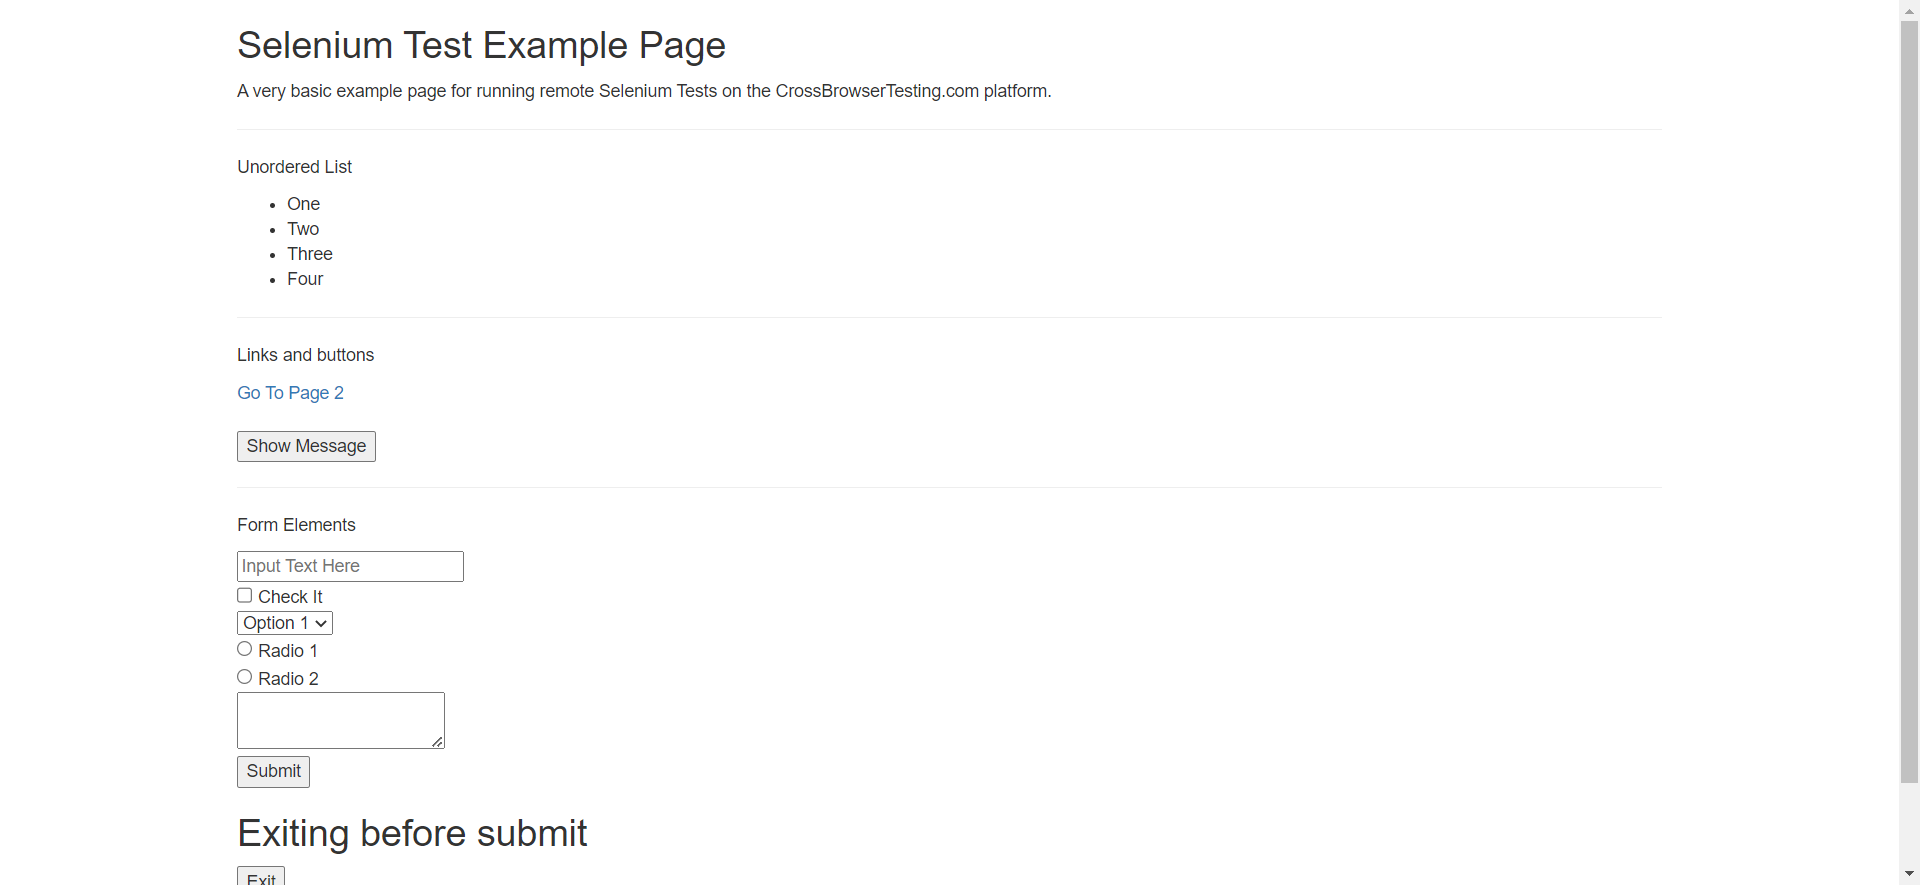 Selenium Test Example Page
A very basic example page for running remote Selenium Tests on the CrossBrowserTesting.com platform.
Unordered List
• One
• Two
• Three
• Four
Links and buttons
Go To Page 2
Show Message
Form Elements
Input Text Here
Check It
Option 1
Radio 1
Radio 2
Submit
Exiting before submit
Exit